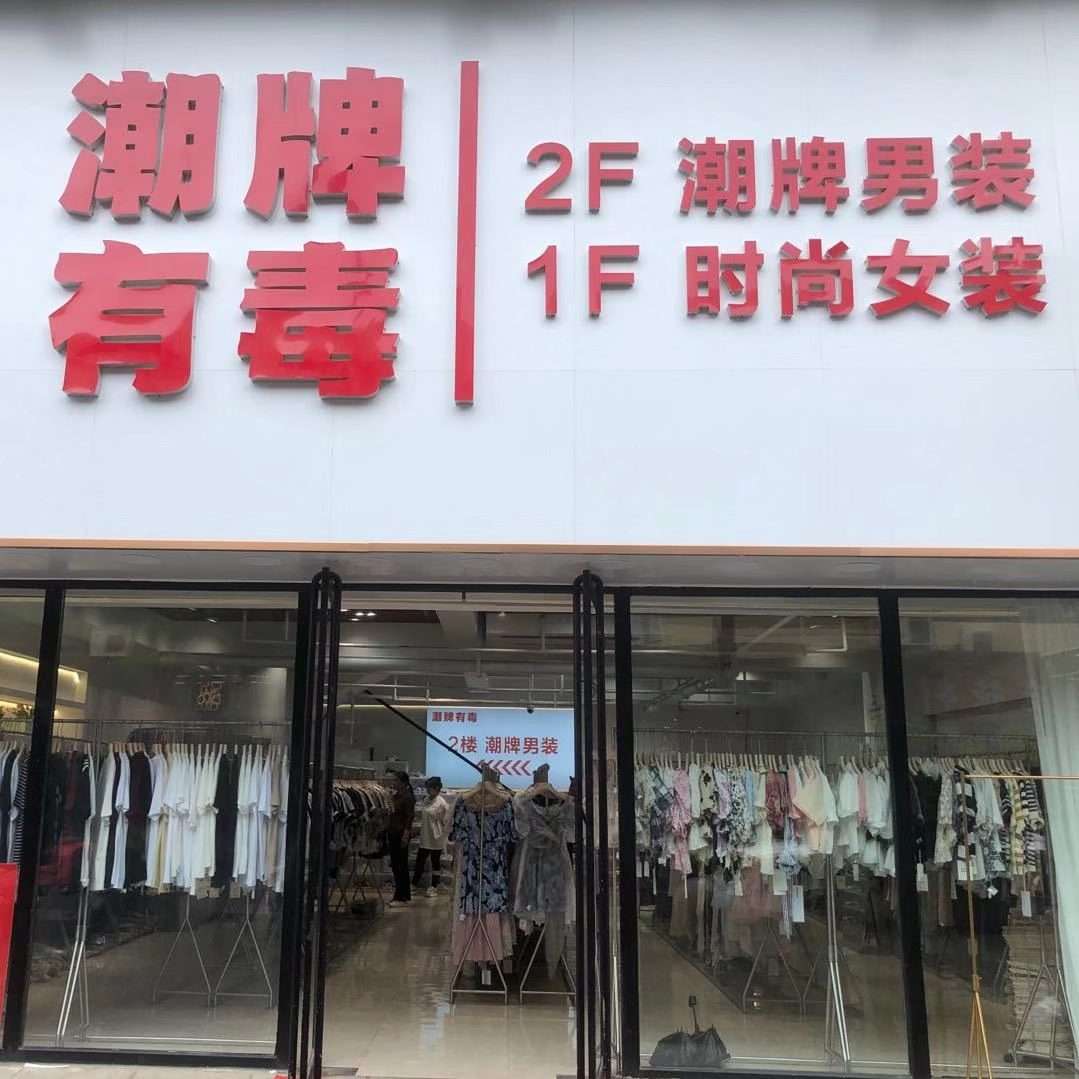 潮牌
有毒
2F 潮牌男装
1F 时尚女装
潮牌有毒
2楼 潮牌男装